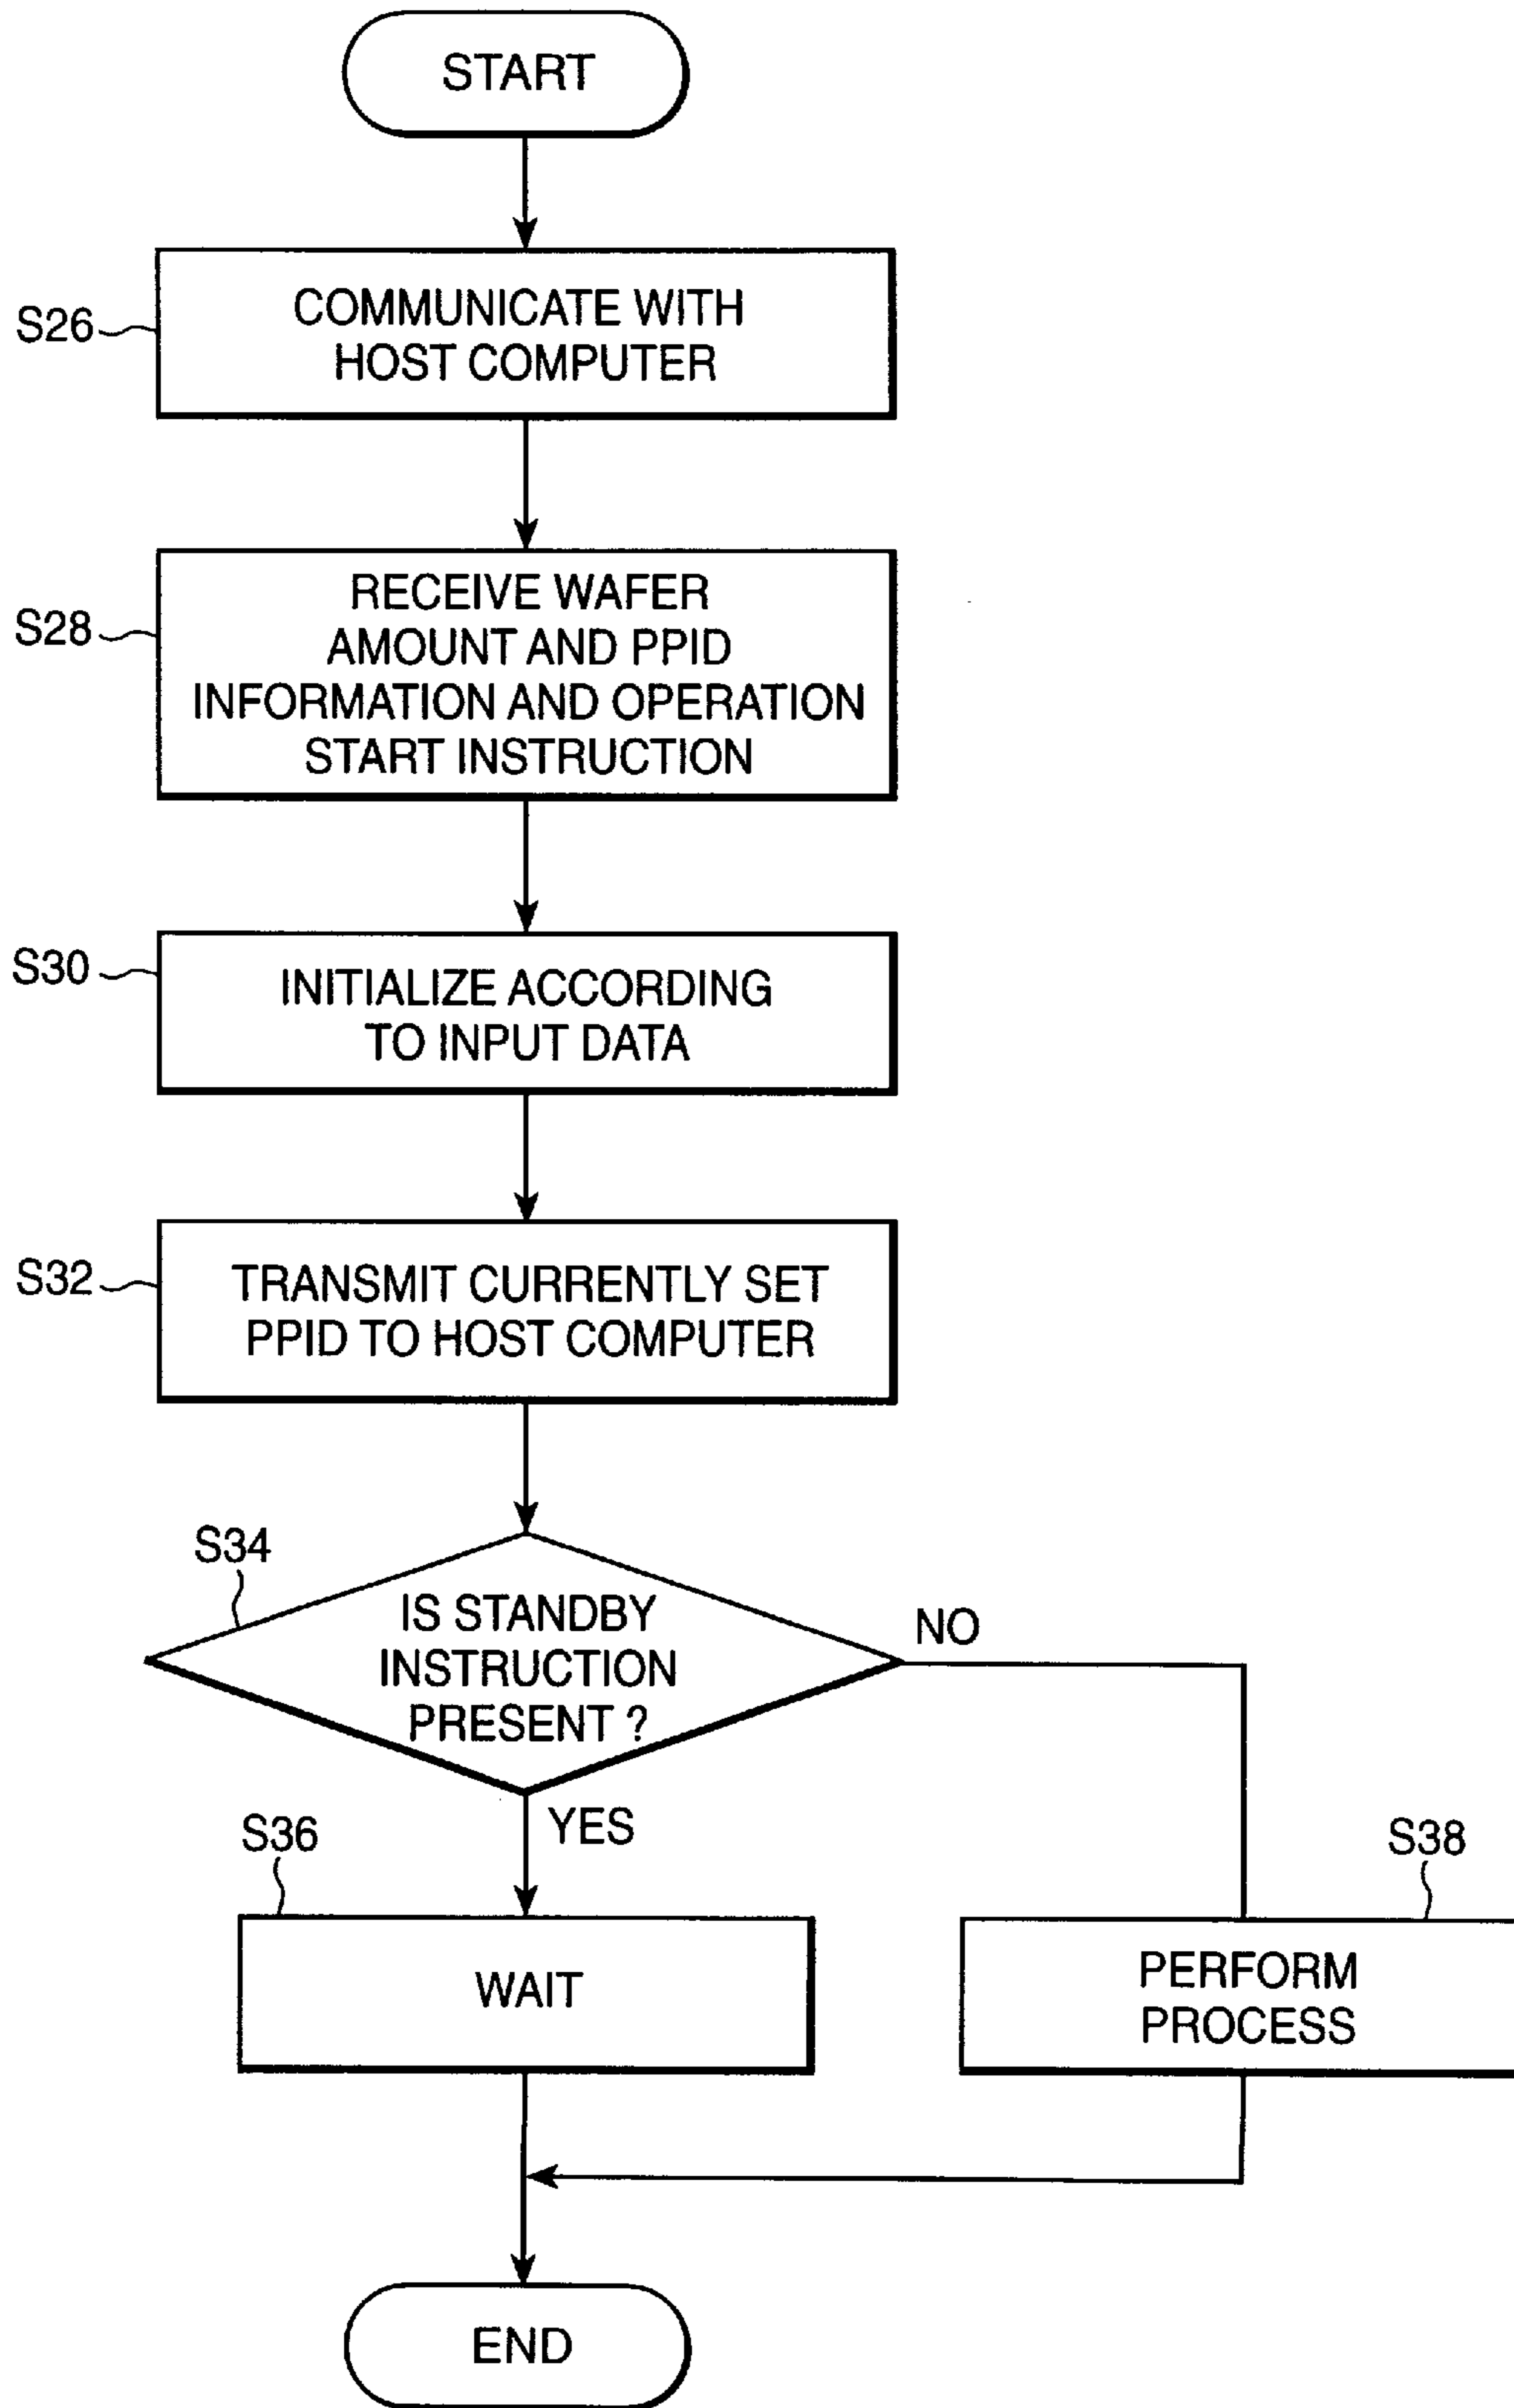 START
S26
COMMUNICATE WITH
HOST COMPUTER
S28
RECEIVE WAFER
AMOUNT AND PPID
INFORMATION AND OPERATION
START INSTRUCTION
S30
INITIALIZE ACCORDING
TO INPUT DATA
S32
TRANSMIT CURRENTLY SET
PPID TO HOST COMPUTER
S34
IS STANDBY
INSTRUCTION
PRESENT ?
NO
YES
S36
WAIT
S38
PERFORM
PROCESS
END